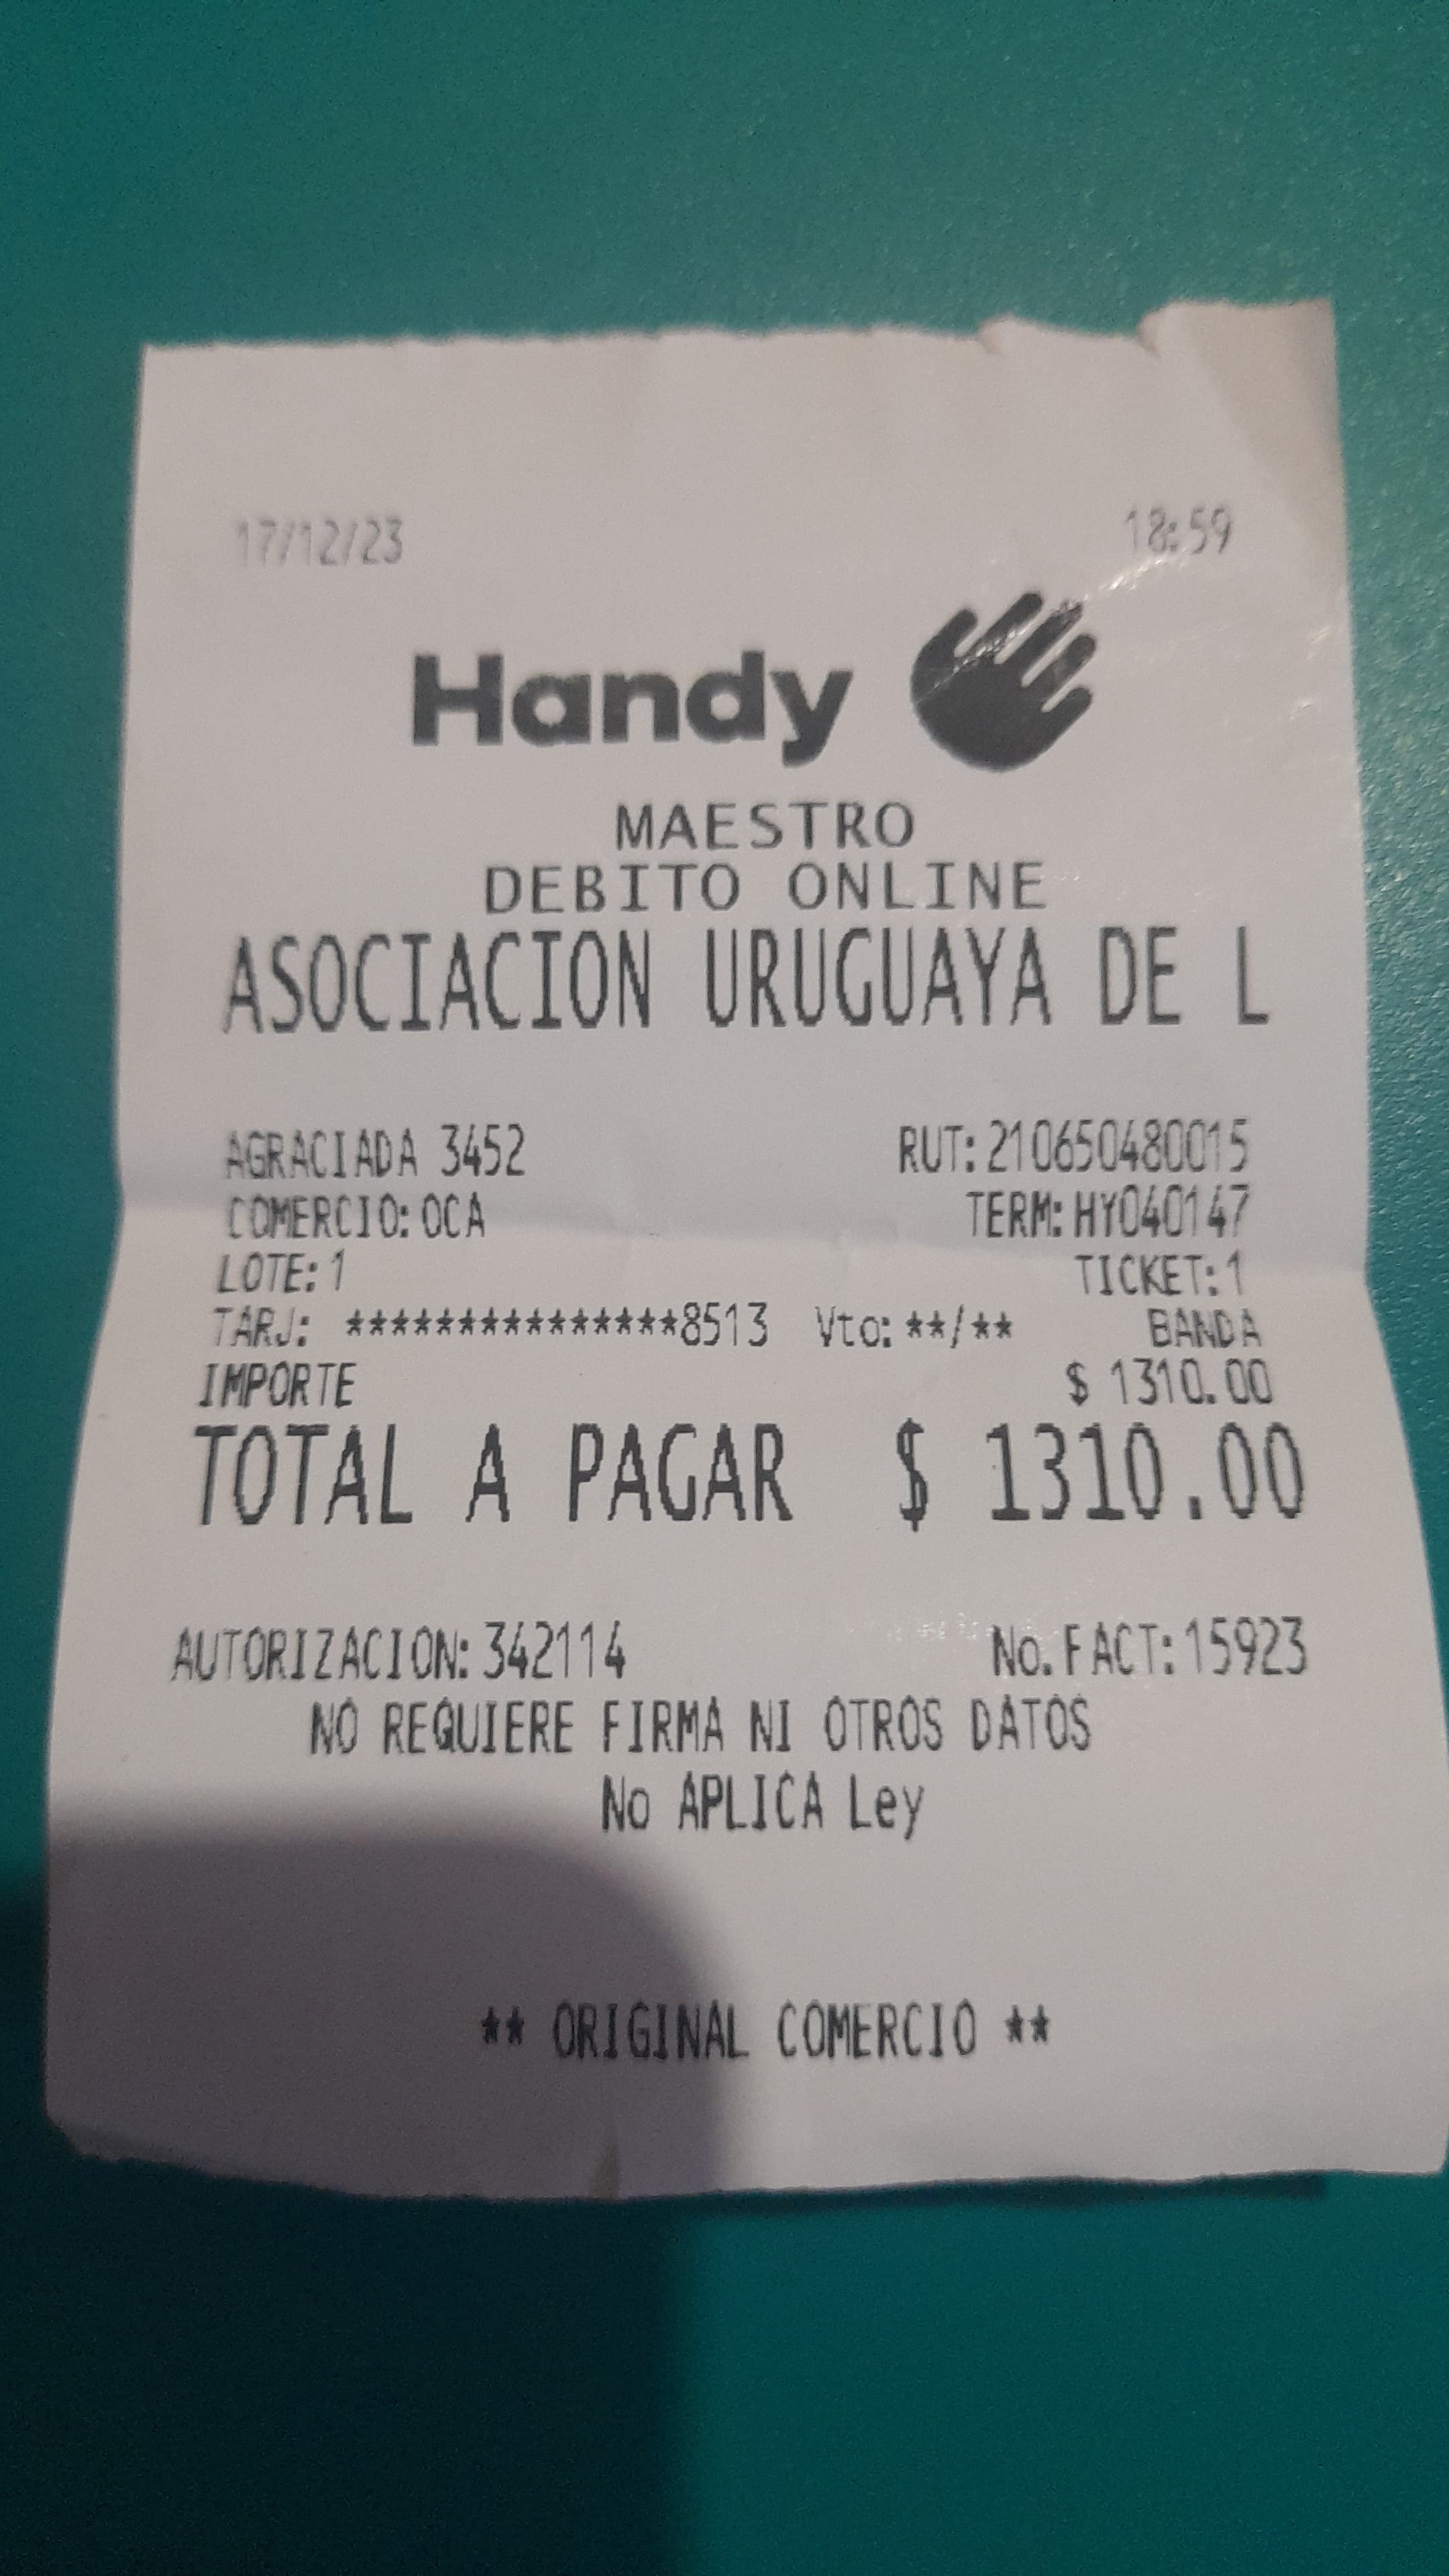 17/12/23 18:59
Handy
MAESTRO
DEBITO ONLINE
ASOCIACION URUGUAYA DE L
AGRACIADA 3452 RUT:210650480015
COMERCIO:OCA TERM:HY040147
LOTE:1 TICKET:1
TARJ: ***************8513 Vto:**/** BANDA
IMPORTE $ 1310.00
TOTAL A PAGAR $ 1310.00
AUTORIZACION:342114 No.FACT:15923
NO REQUIERE FIRMA NI OTROS DATOS
No APLICA Ley
** ORIGINAL COMERCIO **